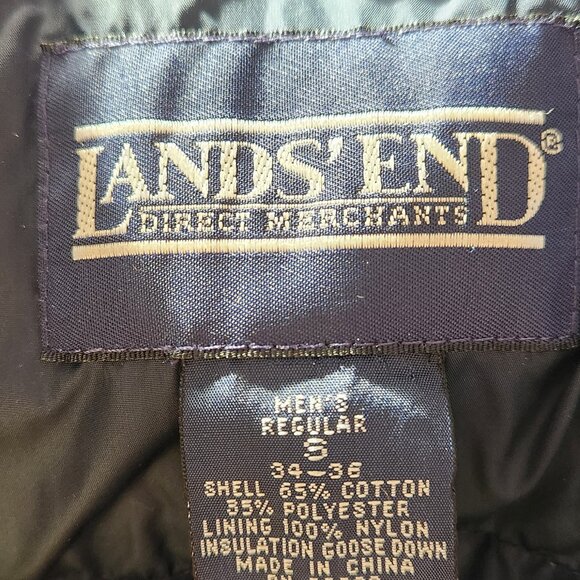 LANDS' END®
DIRECT MERCHANTS
MEN'S
REGULAR
S
34-36
SHELL 65% COTTON
35% POLYESTER
LINING 100% NYLON
INSULATION GOOSE DOWN
MADE IN CHINA